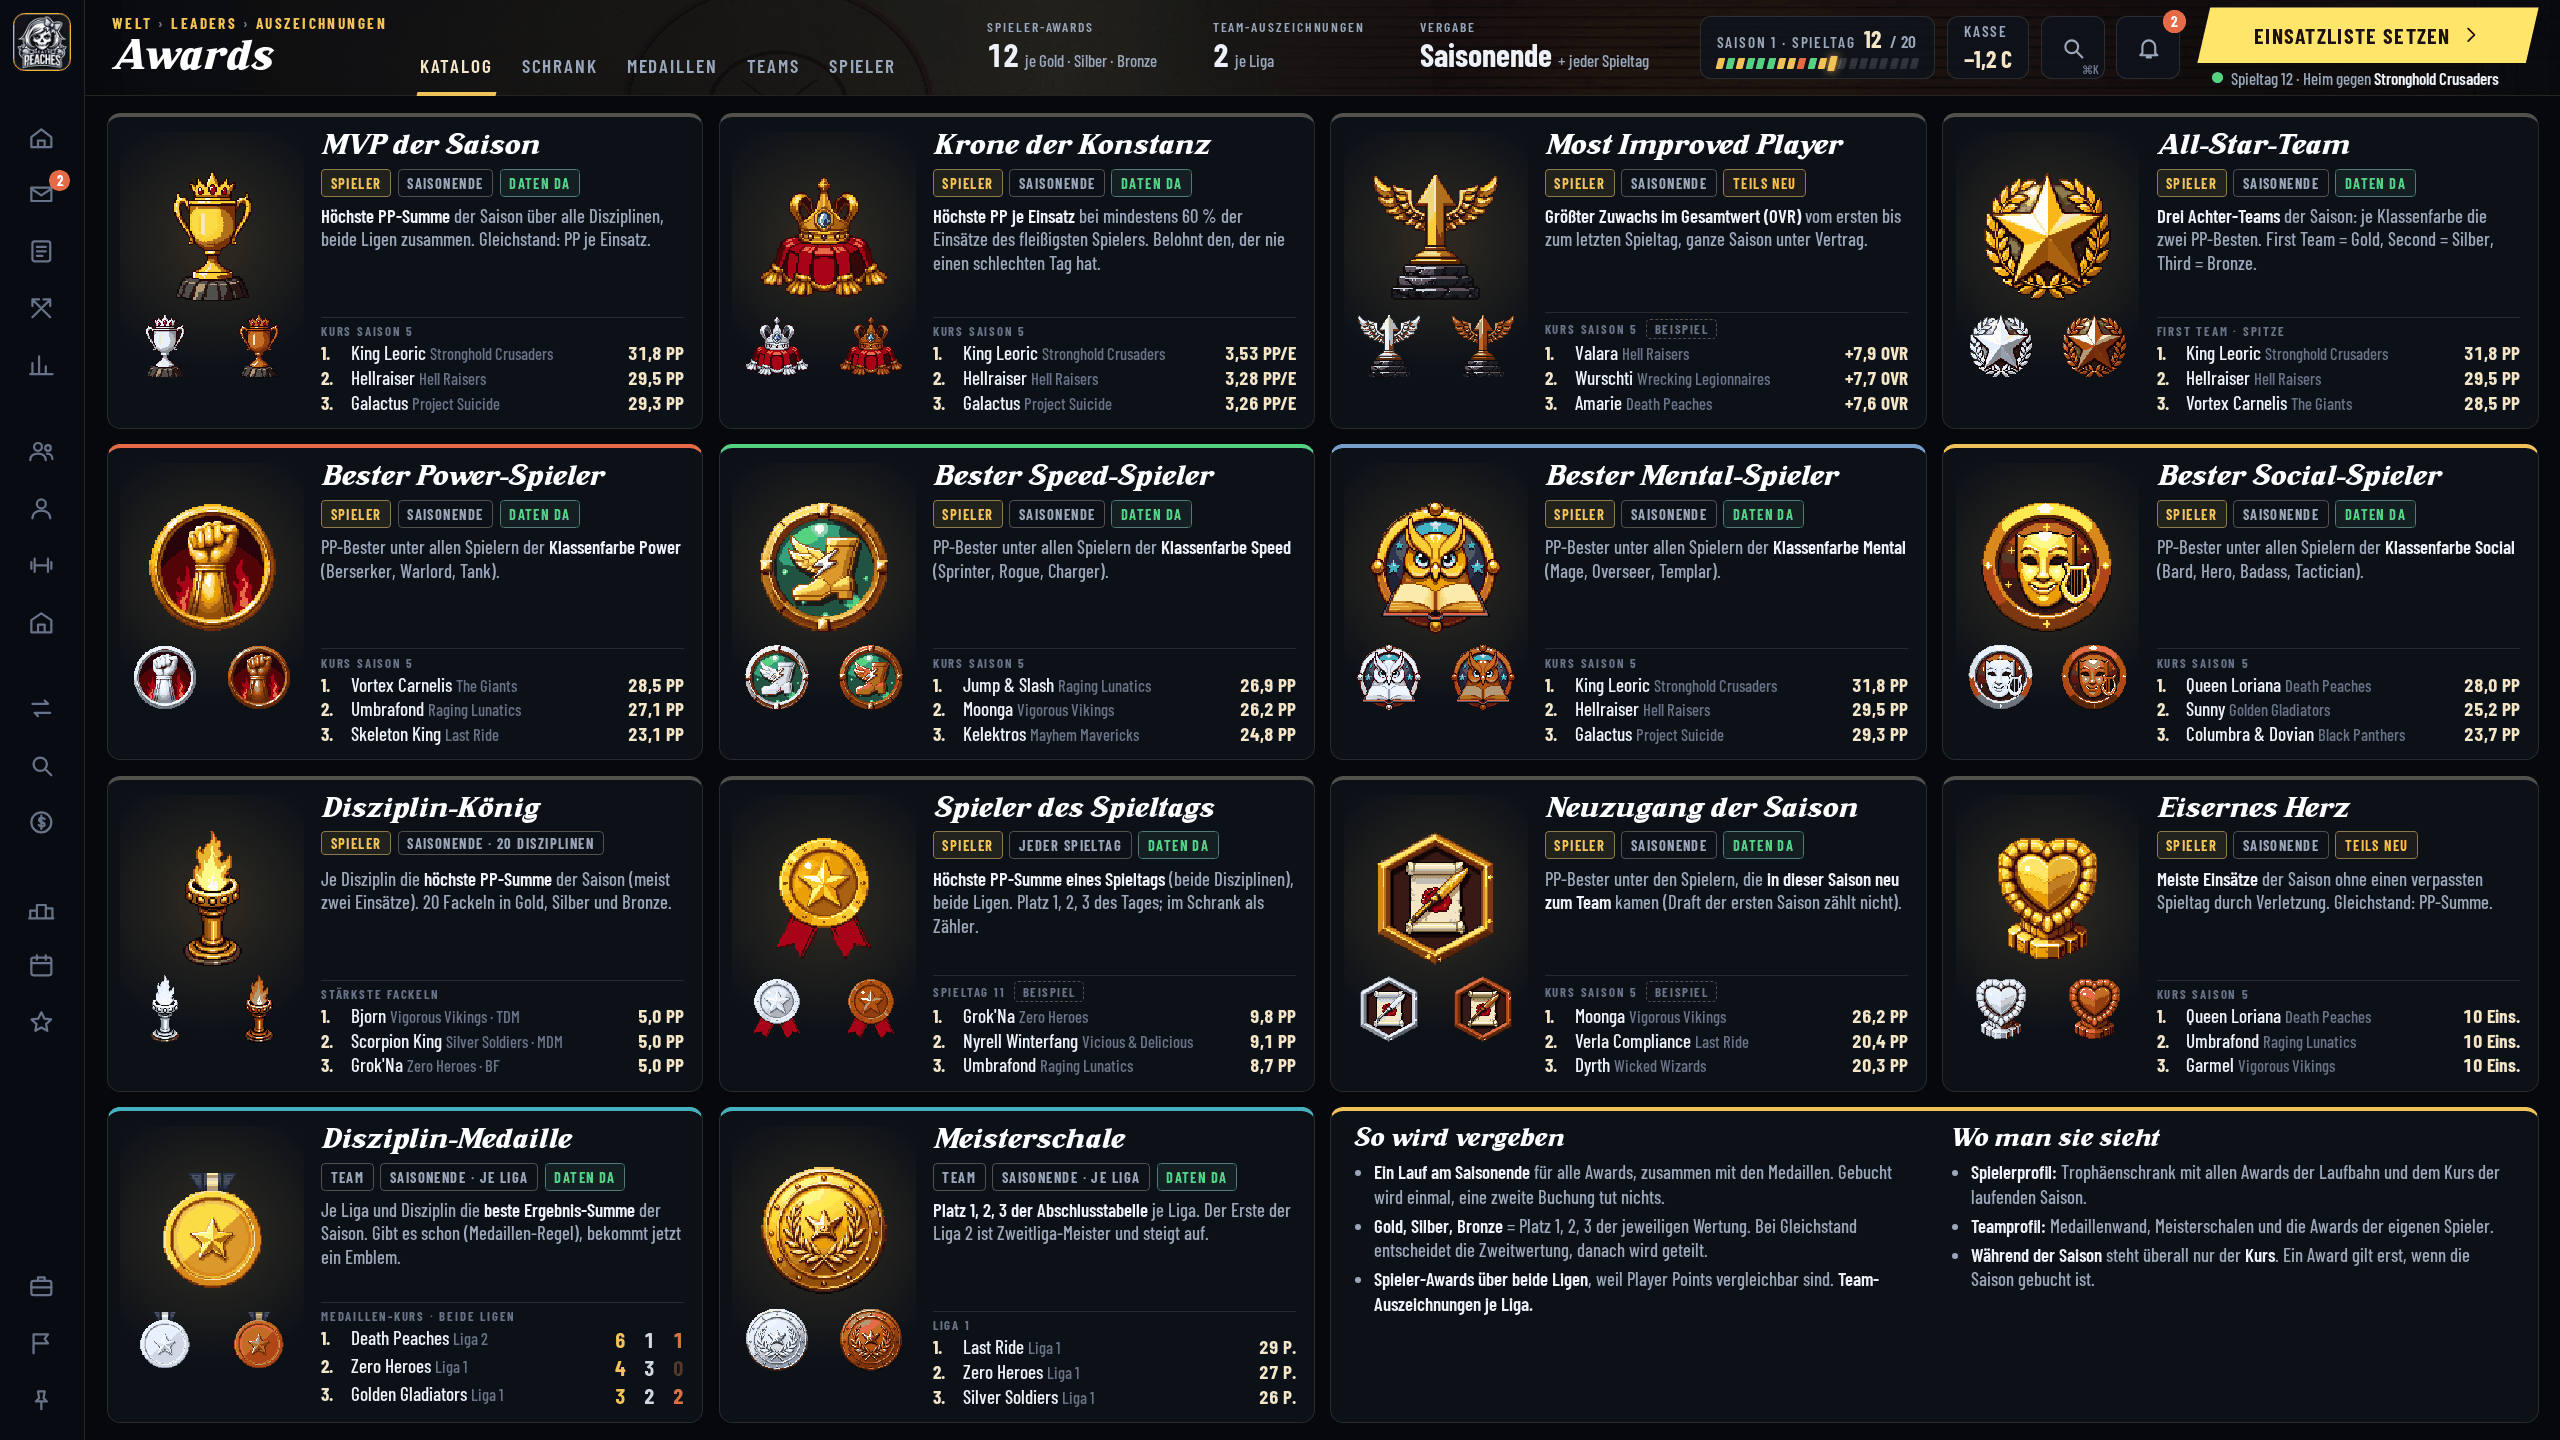 PEACHES
WELT › LEADERS › AUSZEICHNUNGEN
Awards
KATALOG
SCHRANK
MEDAILLEN
TEAMS
SPIELER
SPIELER-AWARDS
12 je Gold · Silber · Bronze
TEAM-AUSZEICHNUNGEN
2 je Liga
VERGABE
Saisonende + jeder Spieltag
SAISON 1 · SPIELTAG 12 / 20
KASSE
−1,2 C
⌘K
2
EINSATZLISTE SETZEN
Spieltag 12 · Heim gegen Stronghold Crusaders
2
MVP der Saison
SPIELER SAISONENDE DATEN DA
Höchste PP-Summe der Saison über alle Disziplinen,
beide Ligen zusammen. Gleichstand: PP je Einsatz.
KURS SAISON 5
1. King Leoric Stronghold Crusaders 31,8 PP
2. Hellraiser Hell Raisers 29,5 PP
3. Galactus Project Suicide 29,3 PP
Krone der Konstanz
SPIELER SAISONENDE DATEN DA
Höchste PP je Einsatz bei mindestens 60 % der
Einsätze des fleißigsten Spielers. Belohnt den, der nie
einen schlechten Tag hat.
KURS SAISON 5
1. King Leoric Stronghold Crusaders 3,53 PP/E
2. Hellraiser Hell Raisers 3,28 PP/E
3. Galactus Project Suicide 3,26 PP/E
Most Improved Player
SPIELER SAISONENDE TEILS NEU
Größter Zuwachs im Gesamtwert (OVR) vom ersten bis
zum letzten Spieltag, ganze Saison unter Vertrag.
KURS SAISON 5 BEISPIEL
1. Valara Hell Raisers +7,9 OVR
2. Wurschti Wrecking Legionnaires +7,7 OVR
3. Amarie Death Peaches +7,6 OVR
All-Star-Team
SPIELER SAISONENDE DATEN DA
Drei Achter-Teams der Saison: je Klassenfarbe die
zwei PP-Besten. First Team = Gold, Second = Silber,
Third = Bronze.
FIRST TEAM · SPITZE
1. King Leoric Stronghold Crusaders 31,8 PP
2. Hellraiser Hell Raisers 29,5 PP
3. Vortex Carnelis The Giants 28,5 PP
Bester Power-Spieler
SPIELER SAISONENDE DATEN DA
PP-Bester unter allen Spielern der Klassenfarbe Power
(Berserker, Warlord, Tank).
KURS SAISON 5
1. Vortex Carnelis The Giants 28,5 PP
2. Umbrafond Raging Lunatics 27,1 PP
3. Skeleton King Last Ride 23,1 PP
Bester Speed-Spieler
SPIELER SAISONENDE DATEN DA
PP-Bester unter allen Spielern der Klassenfarbe Speed
(Sprinter, Rogue, Charger).
KURS SAISON 5
1. Jump & Slash Raging Lunatics 26,9 PP
2. Moonga Vigorous Vikings 26,2 PP
3. Kelektros Mayhem Mavericks 24,8 PP
Bester Mental-Spieler
SPIELER SAISONENDE DATEN DA
PP-Bester unter allen Spielern der Klassenfarbe Mental
(Mage, Overseer, Templar).
KURS SAISON 5
1. King Leoric Stronghold Crusaders 31,8 PP
2. Hellraiser Hell Raisers 29,5 PP
3. Galactus Project Suicide 29,3 PP
Bester Social-Spieler
SPIELER SAISONENDE DATEN DA
PP-Bester unter allen Spielern der Klassenfarbe Social
(Bard, Hero, Badass, Tactician).
KURS SAISON 5
1. Queen Loriana Death Peaches 28,0 PP
2. Sunny Golden Gladiators 25,2 PP
3. Columbra & Dovian Black Panthers 23,7 PP
Disziplin-König
SPIELER SAISONENDE · 20 DISZIPLINEN
Je Disziplin die höchste PP-Summe der Saison (meist
zwei Einsätze). 20 Fackeln in Gold, Silber und Bronze.
STÄRKSTE FACKELN
1. Bjorn Vigorous Vikings · TDM 5,0 PP
2. Scorpion King Silver Soldiers · MDM 5,0 PP
3. Grok'Na Zero Heroes · BF 5,0 PP
Spieler des Spieltags
SPIELER JEDER SPIELTAG DATEN DA
Höchste PP-Summe eines Spieltags (beide Disziplinen),
beide Ligen. Platz 1, 2, 3 des Tages; im Schrank als
Zähler.
SPIELTAG 11 BEISPIEL
1. Grok'Na Zero Heroes 9,8 PP
2. Nyrell Winterfang Vicious & Delicious 9,1 PP
3. Umbrafond Raging Lunatics 8,7 PP
Neuzugang der Saison
SPIELER SAISONENDE DATEN DA
PP-Bester unter den Spielern, die in dieser Saison neu
zum Team kamen (Draft der ersten Saison zählt nicht).
KURS SAISON 5 BEISPIEL
1. Moonga Vigorous Vikings 26,2 PP
2. Verla Compliance Last Ride 20,4 PP
3. Dyrth Wicked Wizards 20,3 PP
Eisernes Herz
SPIELER SAISONENDE TEILS NEU
Meiste Einsätze der Saison ohne einen verpassten
Spieltag durch Verletzung. Gleichstand: PP-Summe.
KURS SAISON 5
1. Queen Loriana Death Peaches 10 Eins.
2. Umbrafond Raging Lunatics 10 Eins.
3. Garmel Vigorous Vikings 10 Eins.
Disziplin-Medaille
TEAM SAISONENDE · JE LIGA DATEN DA
Je Liga und Disziplin die beste Ergebnis-Summe der
Saison. Gibt es schon (Medaillen-Regel), bekommt jetzt
ein Emblem.
MEDAILLEN-KURS · BEIDE LIGEN
1. Death Peaches Liga 2 6 1 1
2. Zero Heroes Liga 1 4 3 0
3. Golden Gladiators Liga 1 3 2 2
Meisterschale
TEAM SAISONENDE · JE LIGA DATEN DA
Platz 1, 2, 3 der Abschlusstabelle je Liga. Der Erste der
Liga 2 ist Zweitliga-Meister und steigt auf.
LIGA 1
1. Last Ride Liga 1 29 P.
2. Zero Heroes Liga 1 27 P.
3. Silver Soldiers Liga 1 26 P.
So wird vergeben
• Ein Lauf am Saisonende für alle Awards, zusammen mit den Medaillen. Gebucht
wird einmal, eine zweite Buchung tut nichts.
• Gold, Silber, Bronze = Platz 1, 2, 3 der jeweiligen Wertung. Bei Gleichstand
entscheidet die Zweitwertung, danach wird geteilt.
• Spieler-Awards über beide Ligen, weil Player Points vergleichbar sind. Team-
Auszeichnungen je Liga.
Wo man sie sieht
• Spielerprofil: Trophäenschrank mit allen Awards der Laufbahn und dem Kurs der
laufenden Saison.
• Teamprofil: Medaillenwand, Meisterschalen und die Awards der eigenen Spieler.
• Während der Saison steht überall nur der Kurs. Ein Award gilt erst, wenn die
Saison gebucht ist.